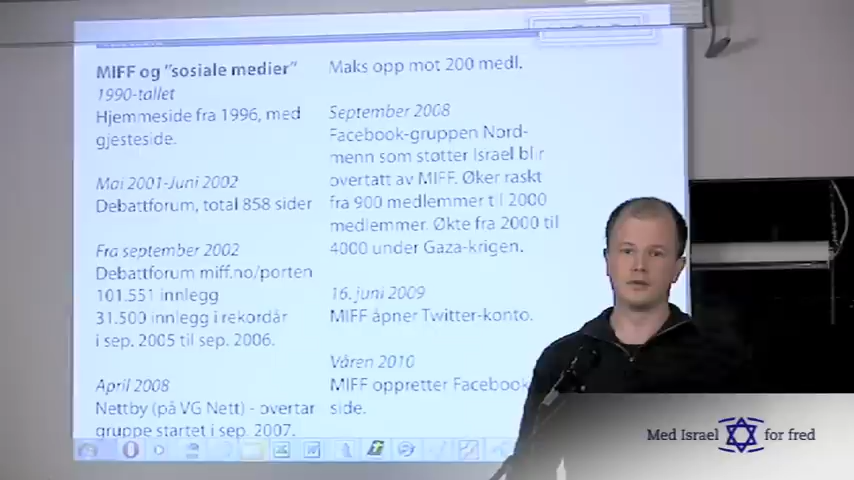 MIFF og "sosiale medier"
1990-tallet
Hjemmeside fra 1996, med
gjesteside.
Mai 2001-Juni 2002
Debattforum, total 858 sider
Fra september 2002
Debattforum miff.no/porten
101.551 innlegg
31.500 innlegg i rekordår
i sep. 2005 til sep. 2006.
April 2008
Nettby (på VG Nett) - overtar
gruppe startet i sep. 2007.
Maks opp mot 200 medl.
September 2008
Facebook-gruppen Nord-
menn som støtter Israel blir
overtatt av MIFF. Øker raskt
fra 900 medlemmer til 2000
medlemmer. Økte fra 2000 til
4000 under Gaza-krigen.
16. juni 2009
MIFF åpner Twitter-konto.
Våren 2010
MIFF oppretter Facebook
side.
Med Israel for fred